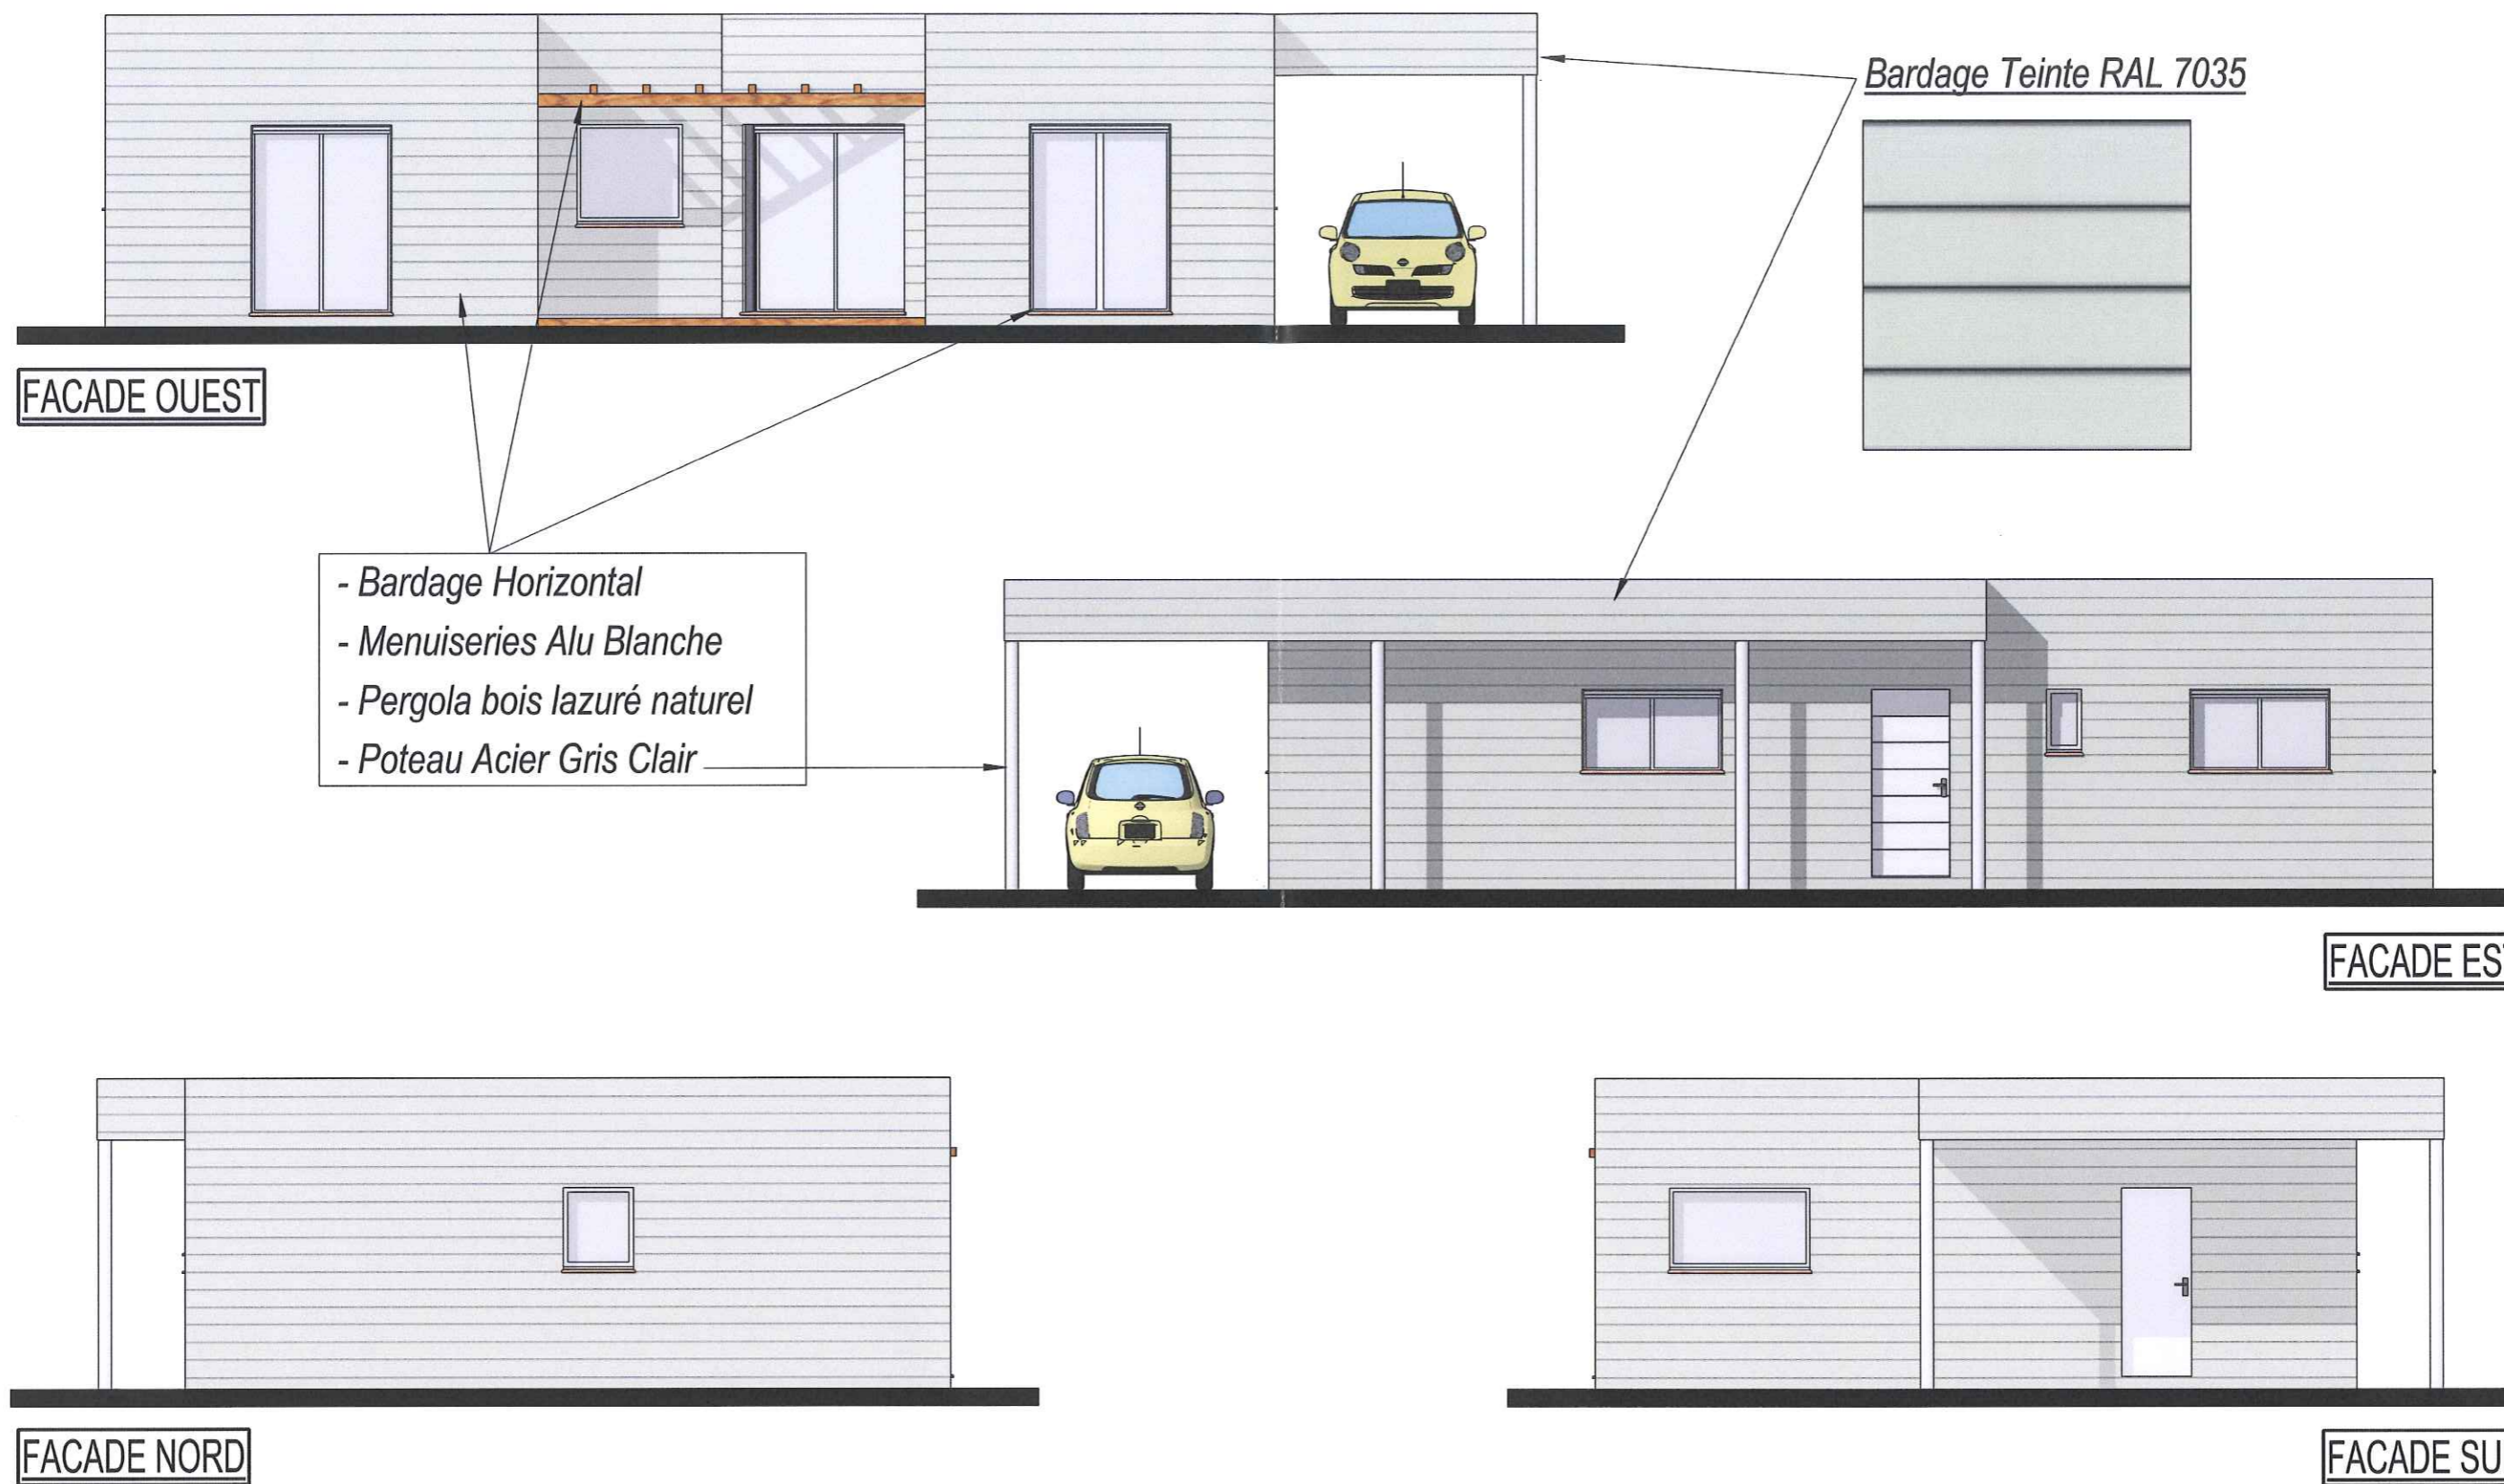 Bardage Teinte RAL 7035
FACADE OUEST
- Bardage Horizontal
- Menuiseries Alu Blanche
- Pergola bois lazuré naturel
- Poteau Acier Gris Clair
FACADE ES
FACADE NORD
FACADE SU